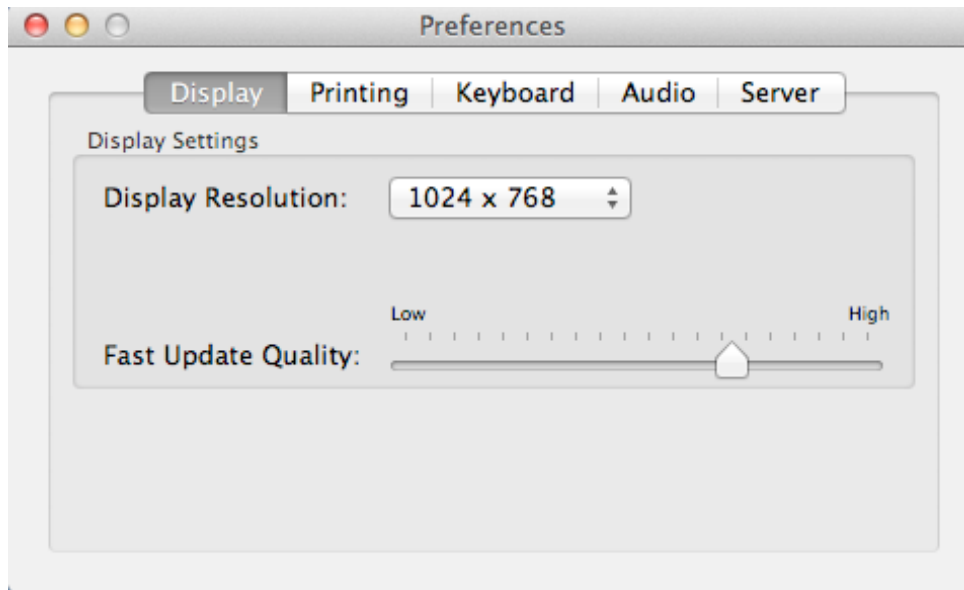 Preferences
Display Printing Keyboard Audio Server
Display Settings
Display Resolution: 1024 x 768
Low High
Fast Update Quality: